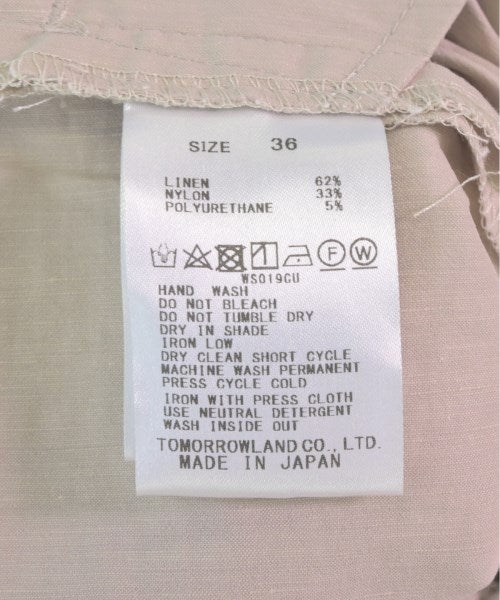 SIZE 36
LINEN 62%
NYLON 33%
POLYURETHANE 5%
F W
WS019GU
HAND WASH
DO NOT BLEACH
DO NOT TUMBLE DRY
DRY IN SHADE
IRON LOW
DRY CLEAN SHORT CYCLE
MACHINE WASH PERMANENT
PRESS CYCLE COLD
IRON WITH PRESS CLOTH
USE NEUTRAL DETERGENT
WASH INSIDE OUT
TOMORROWLAND CO., LTD.
MADE IN JAPAN